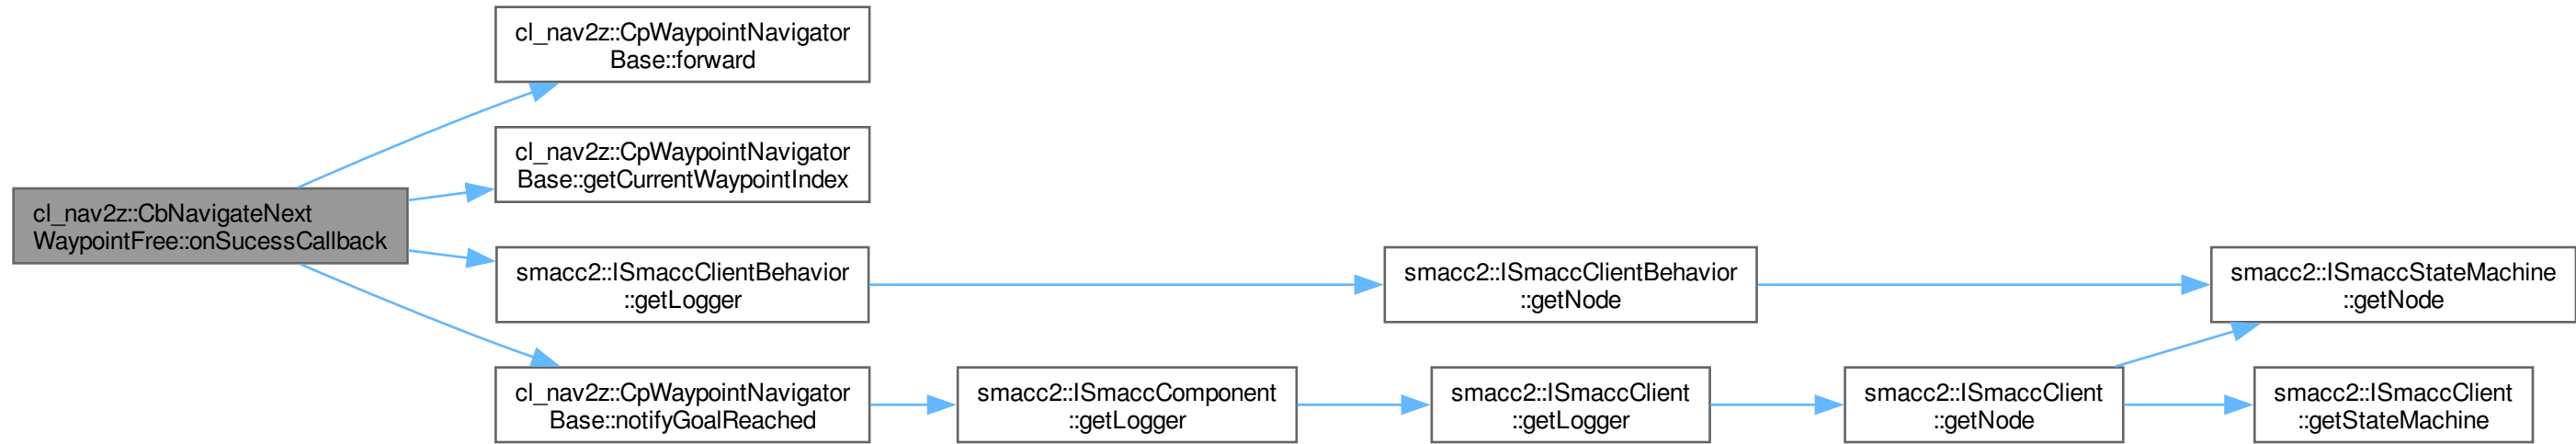 cl_nav2z::CbNavigateNext
WaypointFree::onSucessCallback
cl_nav2z::CpWaypointNavigator
Base::forward
cl_nav2z::CpWaypointNavigator
Base::getCurrentWaypointIndex
smacc2::ISmaccClientBehavior
::getLogger
cl_nav2z::CpWaypointNavigator
Base::notifyGoalReached
smacc2::ISmaccClientBehavior
::getNode
smacc2::ISmaccStateMachine
::getNode
smacc2::ISmaccComponent
::getLogger
smacc2::ISmaccClient
::getLogger
smacc2::ISmaccClient
::getNode
smacc2::ISmaccClient
::getStateMachine